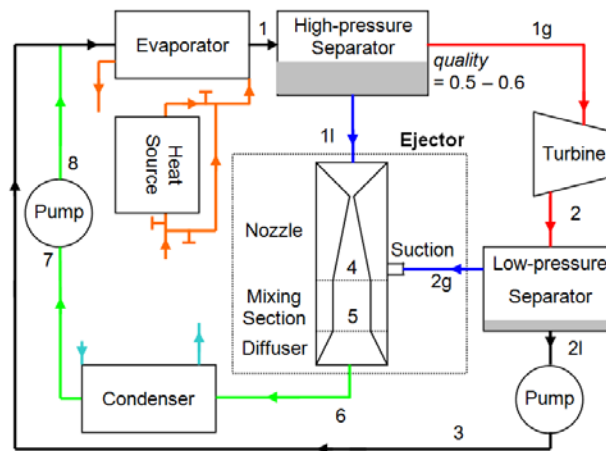 1
1g
Evaporator
High-pressure
Separator
quality
= 0.5 – 0.6
Heat
Source
1l
Ejector
Turbine
8
Pump
7
Nozzle
Suction
4
2g
2
Low-pressure
Separator
Mixing
Section
5
Diffuser
2l
Condenser
6
Pump
3